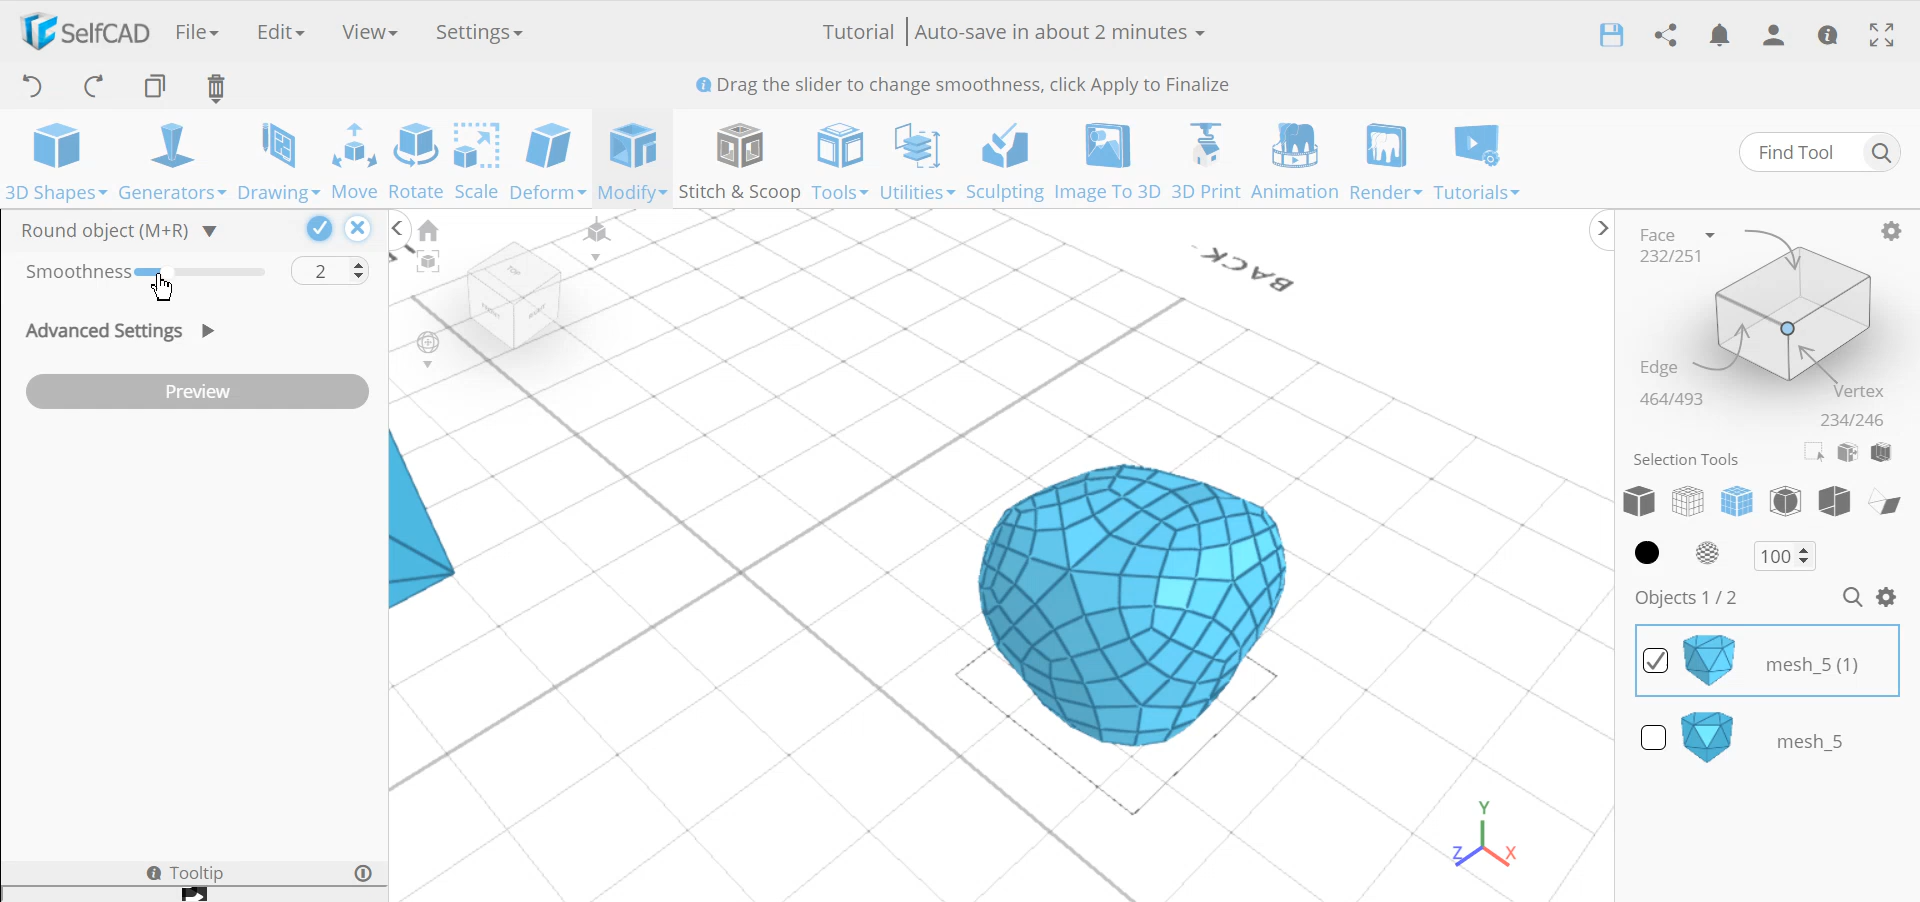 SelfCAD File Edit View Settings Tutorial Auto-save in about 2 minutes
Drag the slider to change smoothness, click Apply to Finalize
3D Shapes Generators Drawing Move Rotate Scale Deform Modify Stitch & Scoop Tools Utilities Sculpting Image To 3D 3D Print Animation Render Tutorials Find Tool
Round object (M+R)
Smoothness 2
Advanced Settings
Preview
Tooltip
TOP
BACK
Y
Z
X
Face
232/251
Edge
464/493
Vertex
234/246
Selection Tools
100
Objects 1 / 2
mesh_5 (1)
mesh_5